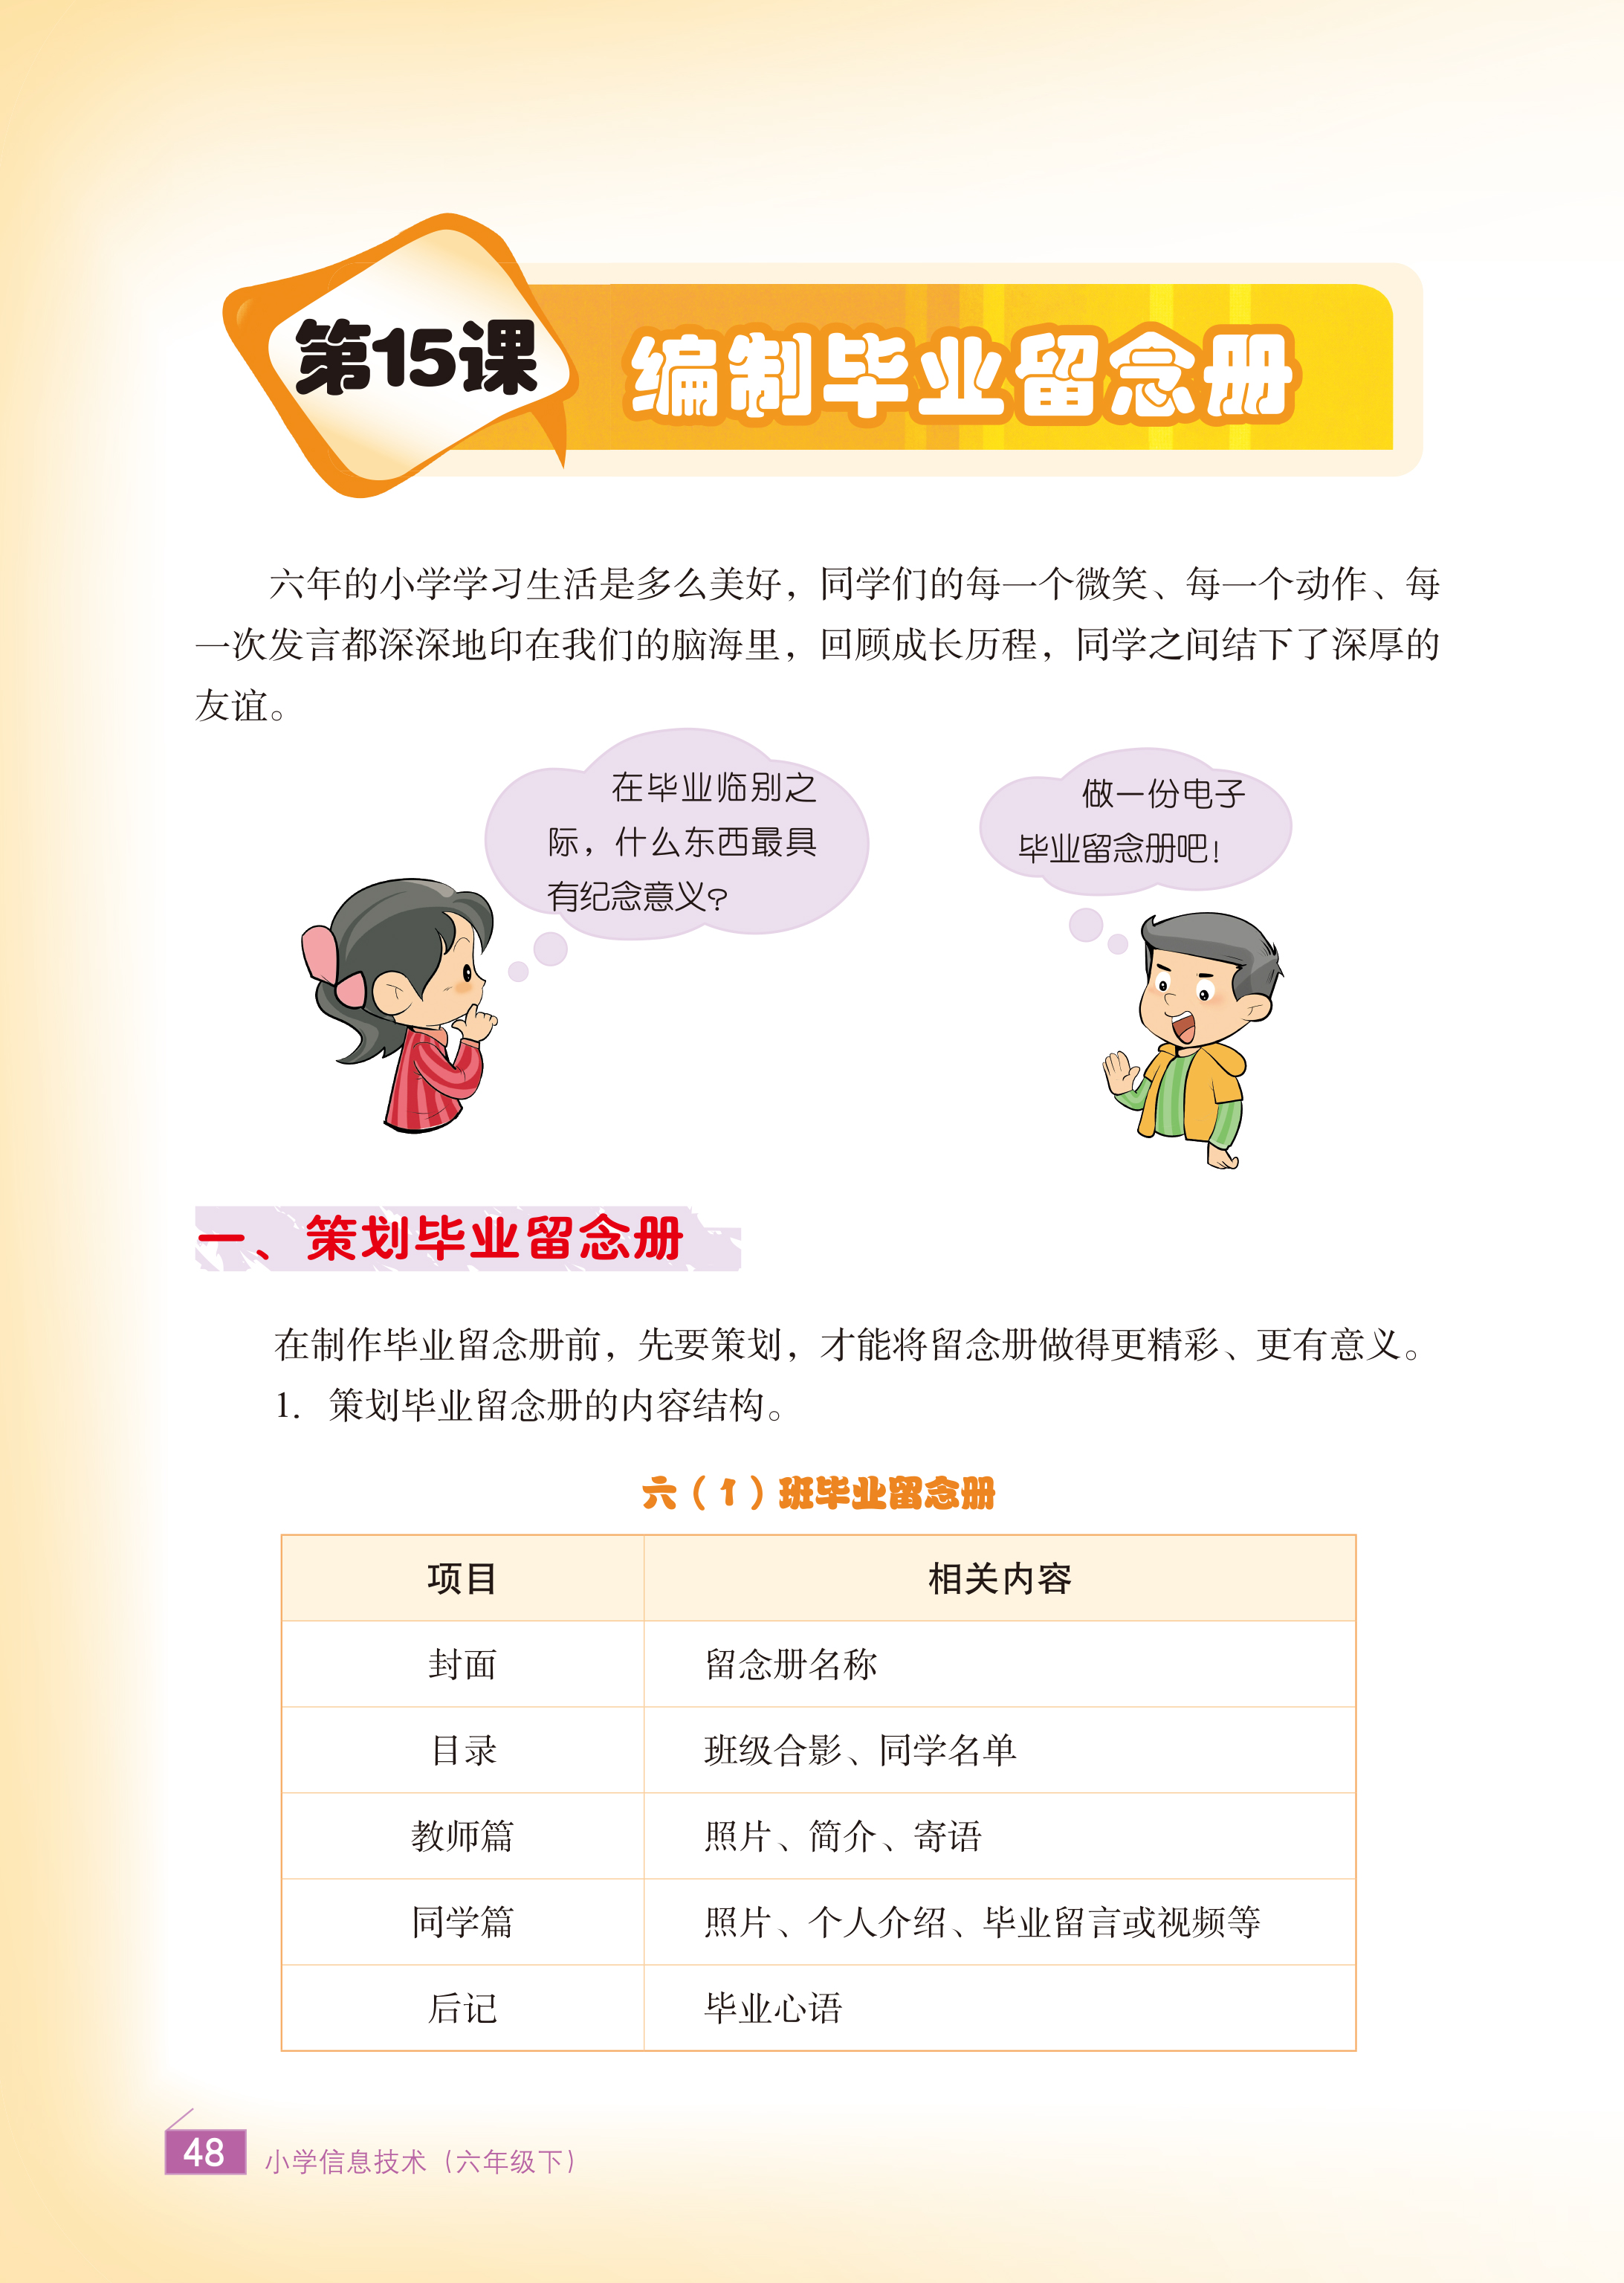 第15课
编制毕业留念册
六年的小学学习生活是多么美好，同学们的每一个微笑、每一个动作、每
一次发言都深深地印在我们的脑海里，回顾成长历程，同学之间结下了深厚的
友谊。
在毕业临别之
际，什么东西最具
有纪念意义？
做一份电子
毕业留念册吧！
一、策划毕业留念册
在制作毕业留念册前，先要策划，才能将留念册做得更精彩、更有意义。
1. 策划毕业留念册的内容结构。
六（1）班毕业留念册
项目 相关内容
封面 留念册名称
目录 班级合影、同学名单
教师篇 照片、简介、寄语
同学篇 照片、个人介绍、毕业留言或视频等
后记 毕业心语
48 小学信息技术（六年级下）